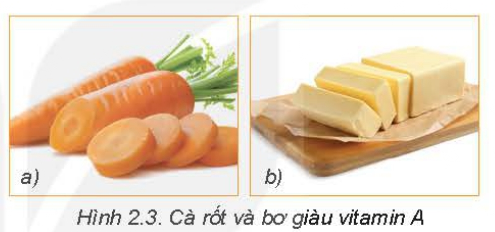 a)
b)
Hình 2.3. Cà rốt và bơ giàu vitamin A